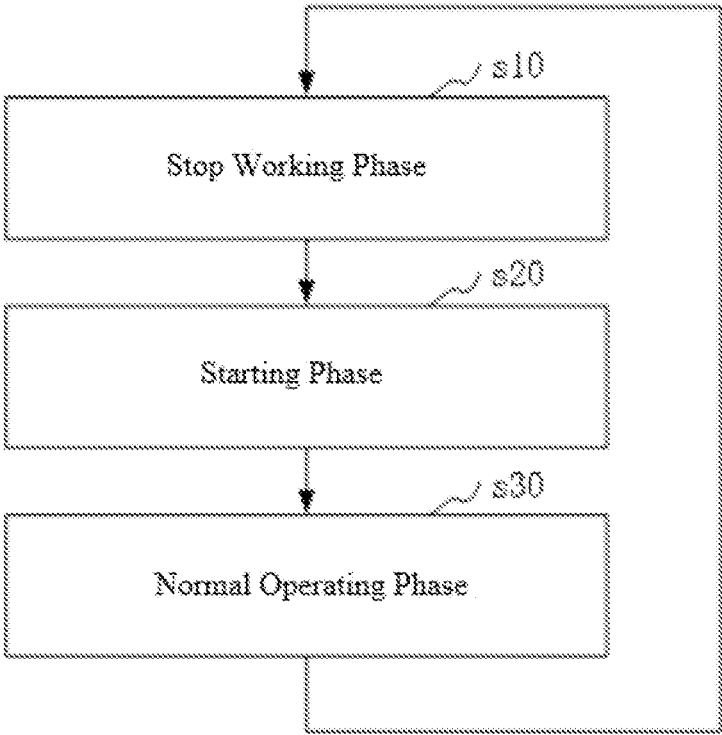 s10
Stop Working Phase
s20
Starting Phase
s30
Normal Operating Phase